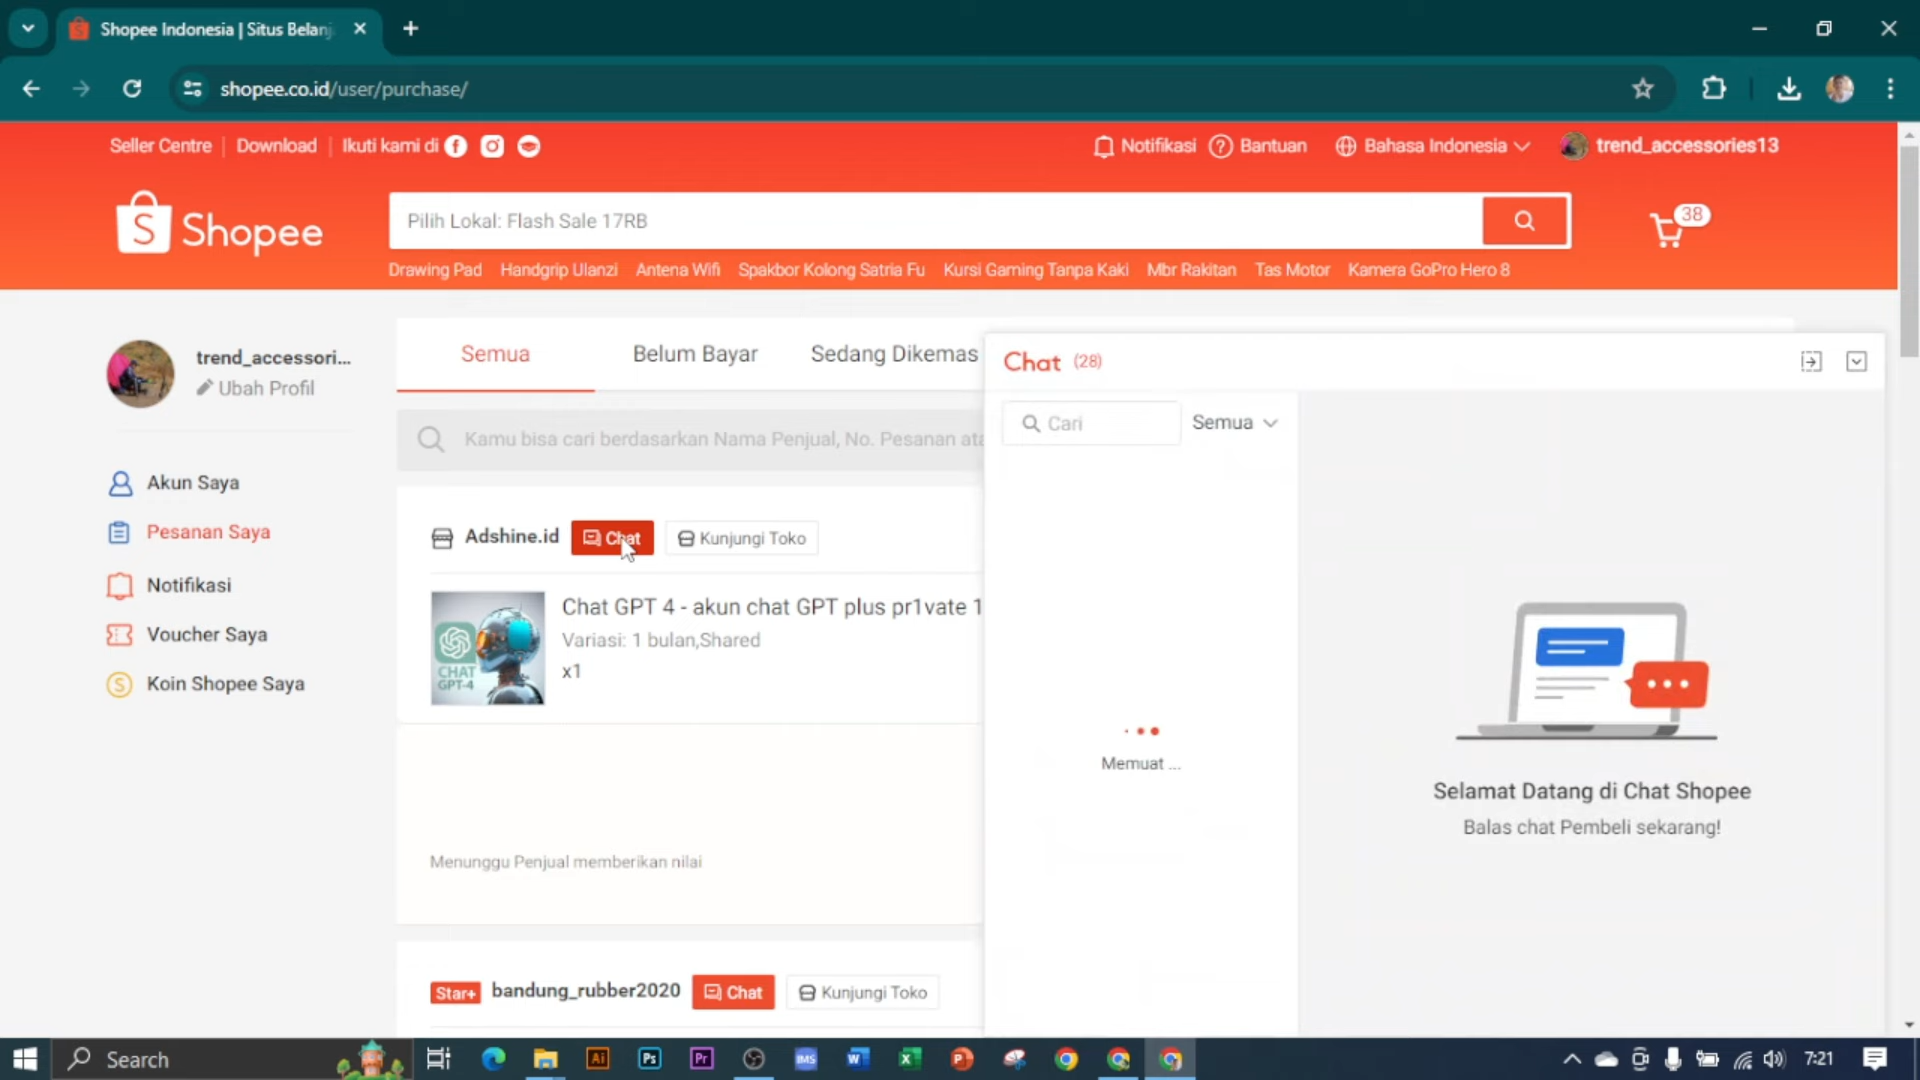 Shopee Indonesia | Situs Belanj
shopee.co.id/user/purchase/
Seller Centre | Download | Ikuti kami di
Notifikasi Bantuan Bahasa Indonesia trend_accessories13
Shopee
Pilih Lokal: Flash Sale 17RB
38
Drawing Pad Handgrip Ulanzi Antena Wifi Spakbor Kolong Satria Fu Kursi Gaming Tanpa Kaki Mbr Rakitan Tas Motor Kamera GoPro Hero 8
trend_accessori...
Ubah Profil
Akun Saya
Pesanan Saya
Notifikasi
Voucher Saya
Koin Shopee Saya
Semua Belum Bayar Sedang Dikemas
Kamu bisa cari berdasarkan Nama Penjual, No. Pesanan ata
Adshine.id Chat Kunjungi Toko
CHAT
GPT-4
Chat GPT 4 - akun chat GPT plus pr1vate 1
Variasi: 1 bulan,Shared
x1
Menunggu Penjual memberikan nilai
Star+ bandung_rubber2020 Chat Kunjungi Toko
Chat (28)
Cari Semua
Memuat ...
Selamat Datang di Chat Shopee
Balas chat Pembeli sekarang!
Search
Ai Ps Pr IMS W X P
7:21